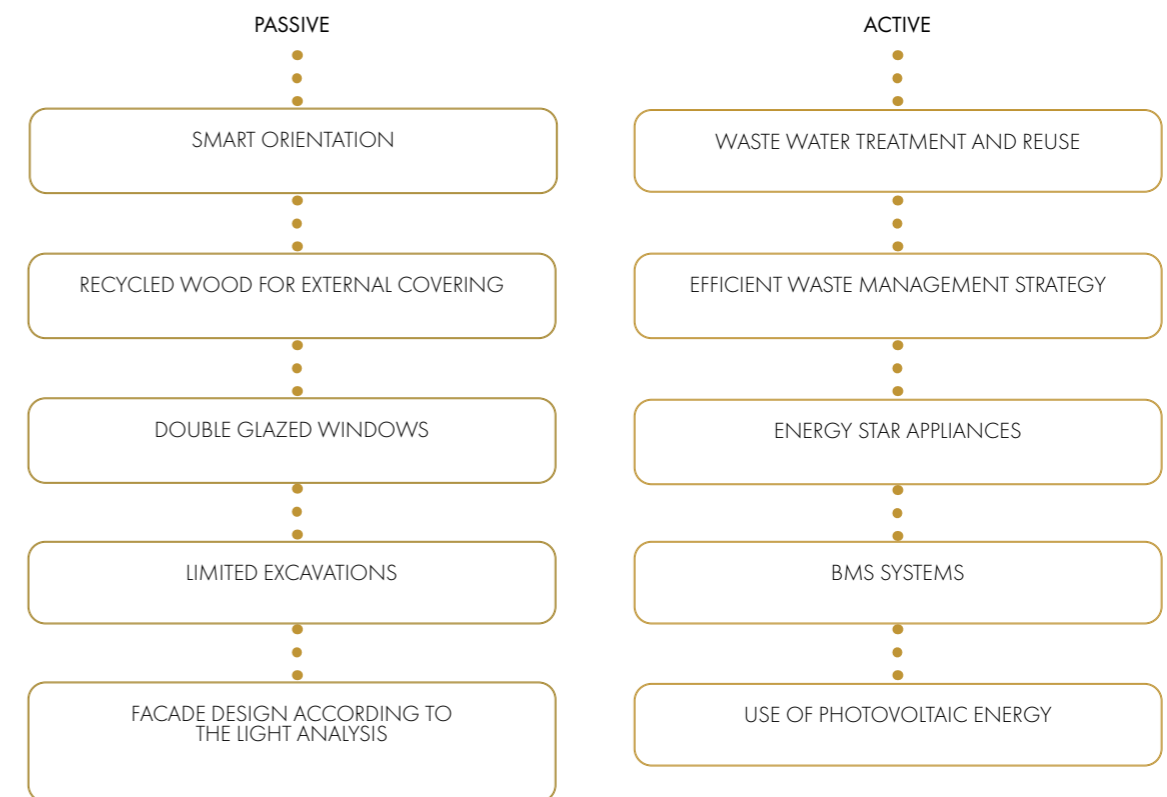 PASSIVE
SMART ORIENTATION
RECYCLED WOOD FOR EXTERNAL COVERING
DOUBLE GLAZED WINDOWS
LIMITED EXCAVATIONS
FACADE DESIGN ACCORDING TO
THE LIGHT ANALYSIS
ACTIVE
WASTE WATER TREATMENT AND REUSE
EFFICIENT WASTE MANAGEMENT STRATEGY
ENERGY STAR APPLIANCES
BMS SYSTEMS
USE OF PHOTOVOLTAIC ENERGY